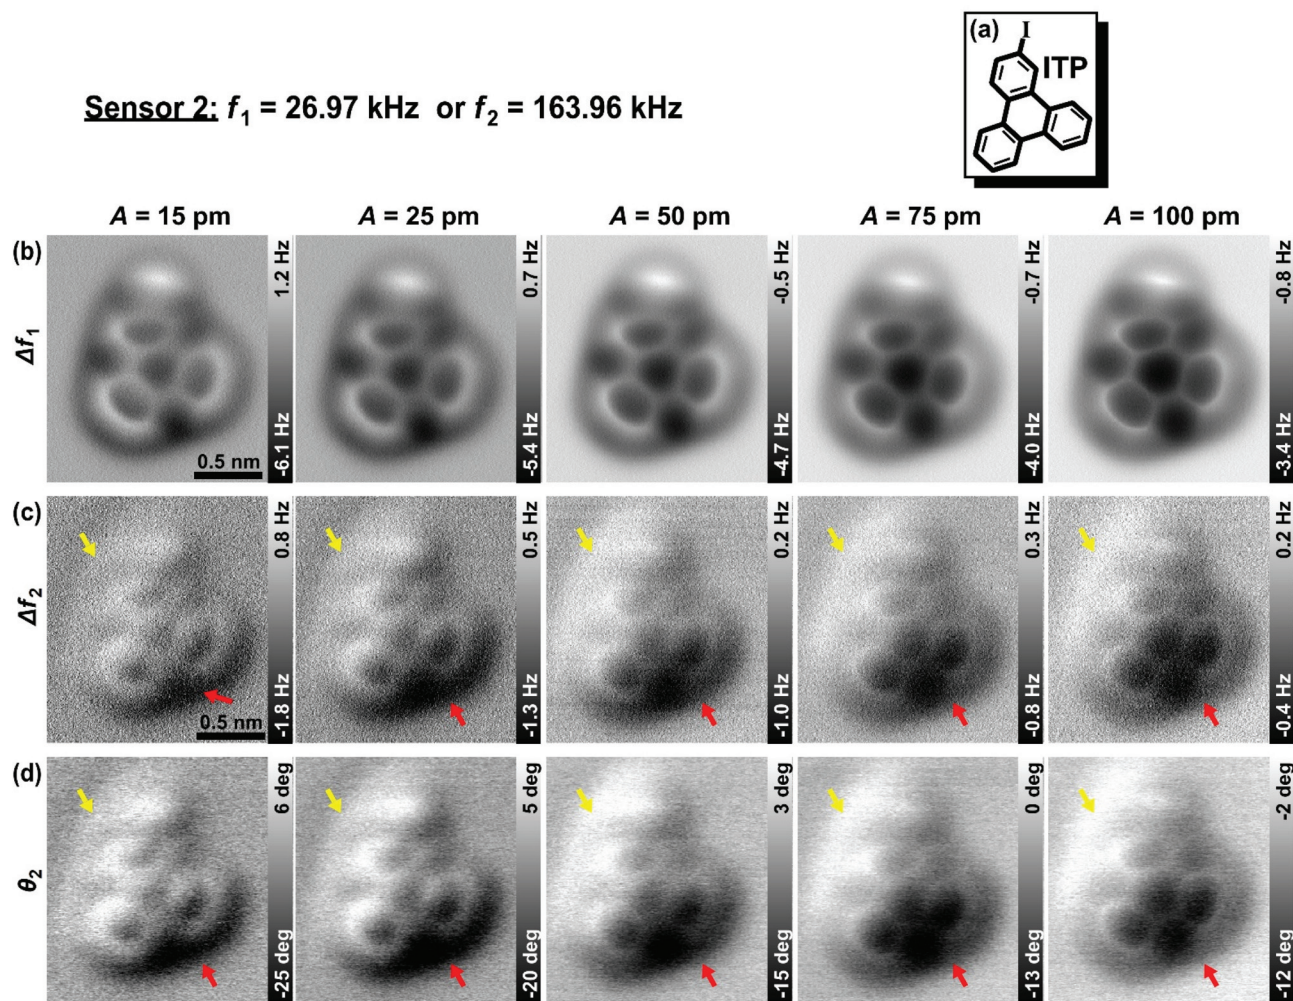 (a)
I
ITP
Sensor 2: f1 = 26.97 kHz or f2 = 163.96 kHz
A = 15 pm A = 25 pm A = 50 pm A = 75 pm A = 100 pm
(b)
Δf1
0.5 nm
1.2 Hz
-6.1 Hz
0.7 Hz
-5.4 Hz
-0.5 Hz
-4.7 Hz
-0.7 Hz
-4.0 Hz
-0.8 Hz
-3.4 Hz
(c)
Δf2
0.5 nm
0.8 Hz
-1.8 Hz
0.5 Hz
-1.3 Hz
0.2 Hz
-1.0 Hz
0.3 Hz
-0.8 Hz
0.2 Hz
-0.4 Hz
(d)
θ2
6 deg
-25 deg
5 deg
-20 deg
3 deg
-15 deg
0 deg
-13 deg
-2 deg
-12 deg